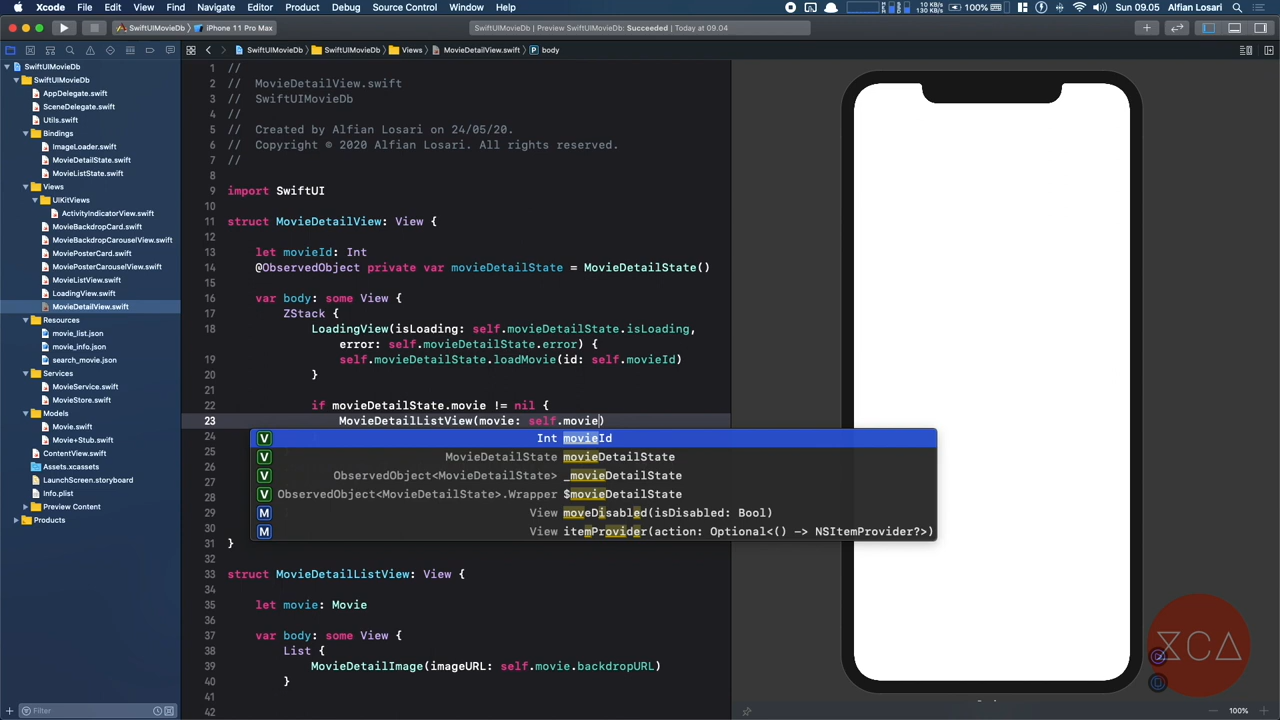 Xcode File Edit View Find Navigate Editor Product Debug Source Control Window Help
10 KB/s
130 KB/s
100% Sun 09.05 Alfian Losari
SwiftUIMovieDb iPhone 11 Pro Max
SwiftUIMovieDb | Preview SwiftUIMovieDb: Succeeded | Today at 09.04
SwiftUIMovieDb SwiftUIMovieDb Views MovieDetailView.swift body
SwiftUIMovieDb
SwiftUIMovieDb
AppDelegate.swift
SceneDelegate.swift
Utils.swift
Bindings
ImageLoader.swift
MovieDetailState.swift
MovieListState.swift
Views
UIKitViews
ActivityIndicatorView.swift
MovieBackdropCard.swift
MovieBackdropCarouselView.swift
MoviePosterCard.swift
MoviePosterCarouselView.swift
MovieListView.swift
LoadingView.swift
MovieDetailView.swift
Resources
movie_list.json
movie_info.json
search_movie.json
Services
MovieService.swift
MovieStore.swift
Models
Movie.swift
Movie+Stub.swift
ContentView.swift
Assets.xcassets
LaunchScreen.storyboard
Info.plist
Preview Content
Products
Filter
1 //
2 // MovieDetailView.swift
3 // SwiftUIMovieDb
4 //
5 // Created by Alfian Losari on 24/05/20.
6 // Copyright © 2020 Alfian Losari. All rights reserved.
7 //
8
9 import SwiftUI
10
11 struct MovieDetailView: View {
12
13 let movieId: Int
14 @ObservedObject private var movieDetailState = MovieDetailState()
15
16 var body: some View {
17 ZStack {
18 LoadingView(isLoading: self.movieDetailState.isLoading,
error: self.movieDetailState.error) {
19 self.movieDetailState.loadMovie(id: self.movieId)
20 }
21
22 if movieDetailState.movie != nil {
23 MovieDetailListView(movie: self.movie)
24
V Int movieId
25
V MovieDetailState movieDetailState
26
V ObservedObject<MovieDetailState> _movieDetailState
27
V ObservedObject<MovieDetailState>.Wrapper $movieDetailState
28
M View moveDisabled(isDisabled: Bool)
29
M View itemProvider(action: Optional<() -> NSItemProvider?>)
30
31 }
32
33 struct MovieDetailListView: View {
34
35 let movie: Movie
36
37 var body: some View {
38 List {
39 MovieDetailImage(imageURL: self.movie.backdropURL)
40 }
41
42
XCA
100%